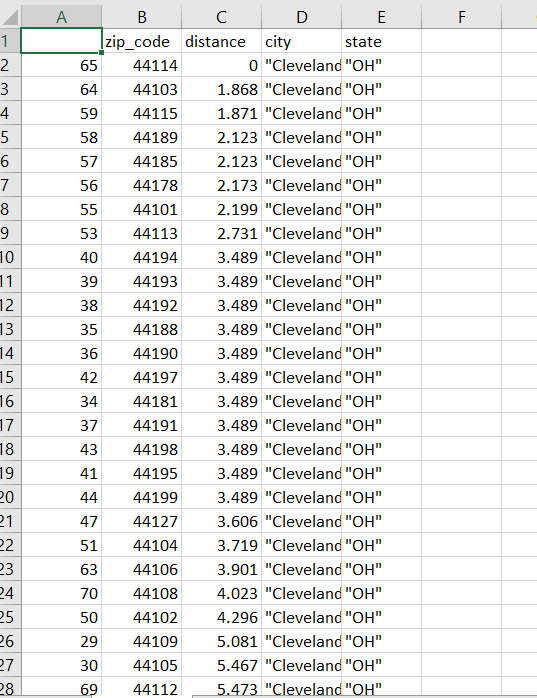 A B C D E F
1 zip_code distance city state
2 65 44114 0 "Cleveland "OH"
3 64 44103 1.868 "Cleveland "OH"
4 59 44115 1.871 "Cleveland "OH"
5 58 44189 2.123 "Cleveland "OH"
6 57 44185 2.123 "Cleveland "OH"
7 56 44178 2.173 "Cleveland "OH"
8 55 44101 2.199 "Cleveland "OH"
9 53 44113 2.731 "Cleveland "OH"
10 40 44194 3.489 "Cleveland "OH"
11 39 44193 3.489 "Cleveland "OH"
12 38 44192 3.489 "Cleveland "OH"
13 35 44188 3.489 "Cleveland "OH"
14 36 44190 3.489 "Cleveland "OH"
15 42 44197 3.489 "Cleveland "OH"
16 34 44181 3.489 "Cleveland "OH"
17 37 44191 3.489 "Cleveland "OH"
18 43 44198 3.489 "Cleveland "OH"
19 41 44195 3.489 "Cleveland "OH"
20 44 44199 3.489 "Cleveland "OH"
21 47 44127 3.606 "Cleveland "OH"
22 51 44104 3.719 "Cleveland "OH"
23 63 44106 3.901 "Cleveland "OH"
24 70 44108 4.023 "Cleveland "OH"
25 50 44102 4.296 "Cleveland "OH"
26 29 44109 5.081 "Cleveland "OH"
27 30 44105 5.467 "Cleveland "OH"
28 69 44112 5.473 "Cleveland "OH"